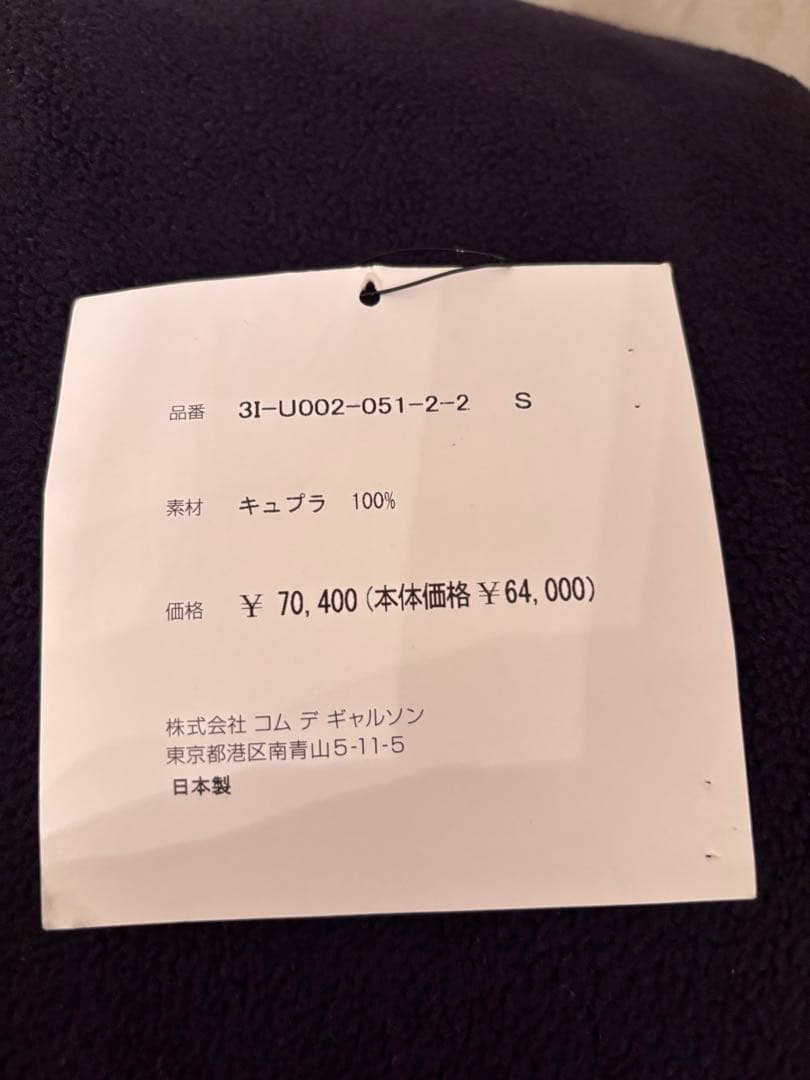 品番 3I-U002-051-2-2 S
素材 キュプラ 100%
価格 ¥ 70,400(本体価格¥64,000)
株式会社 コム デ ギャルソン
東京都港区南青山5-11-5
日本製